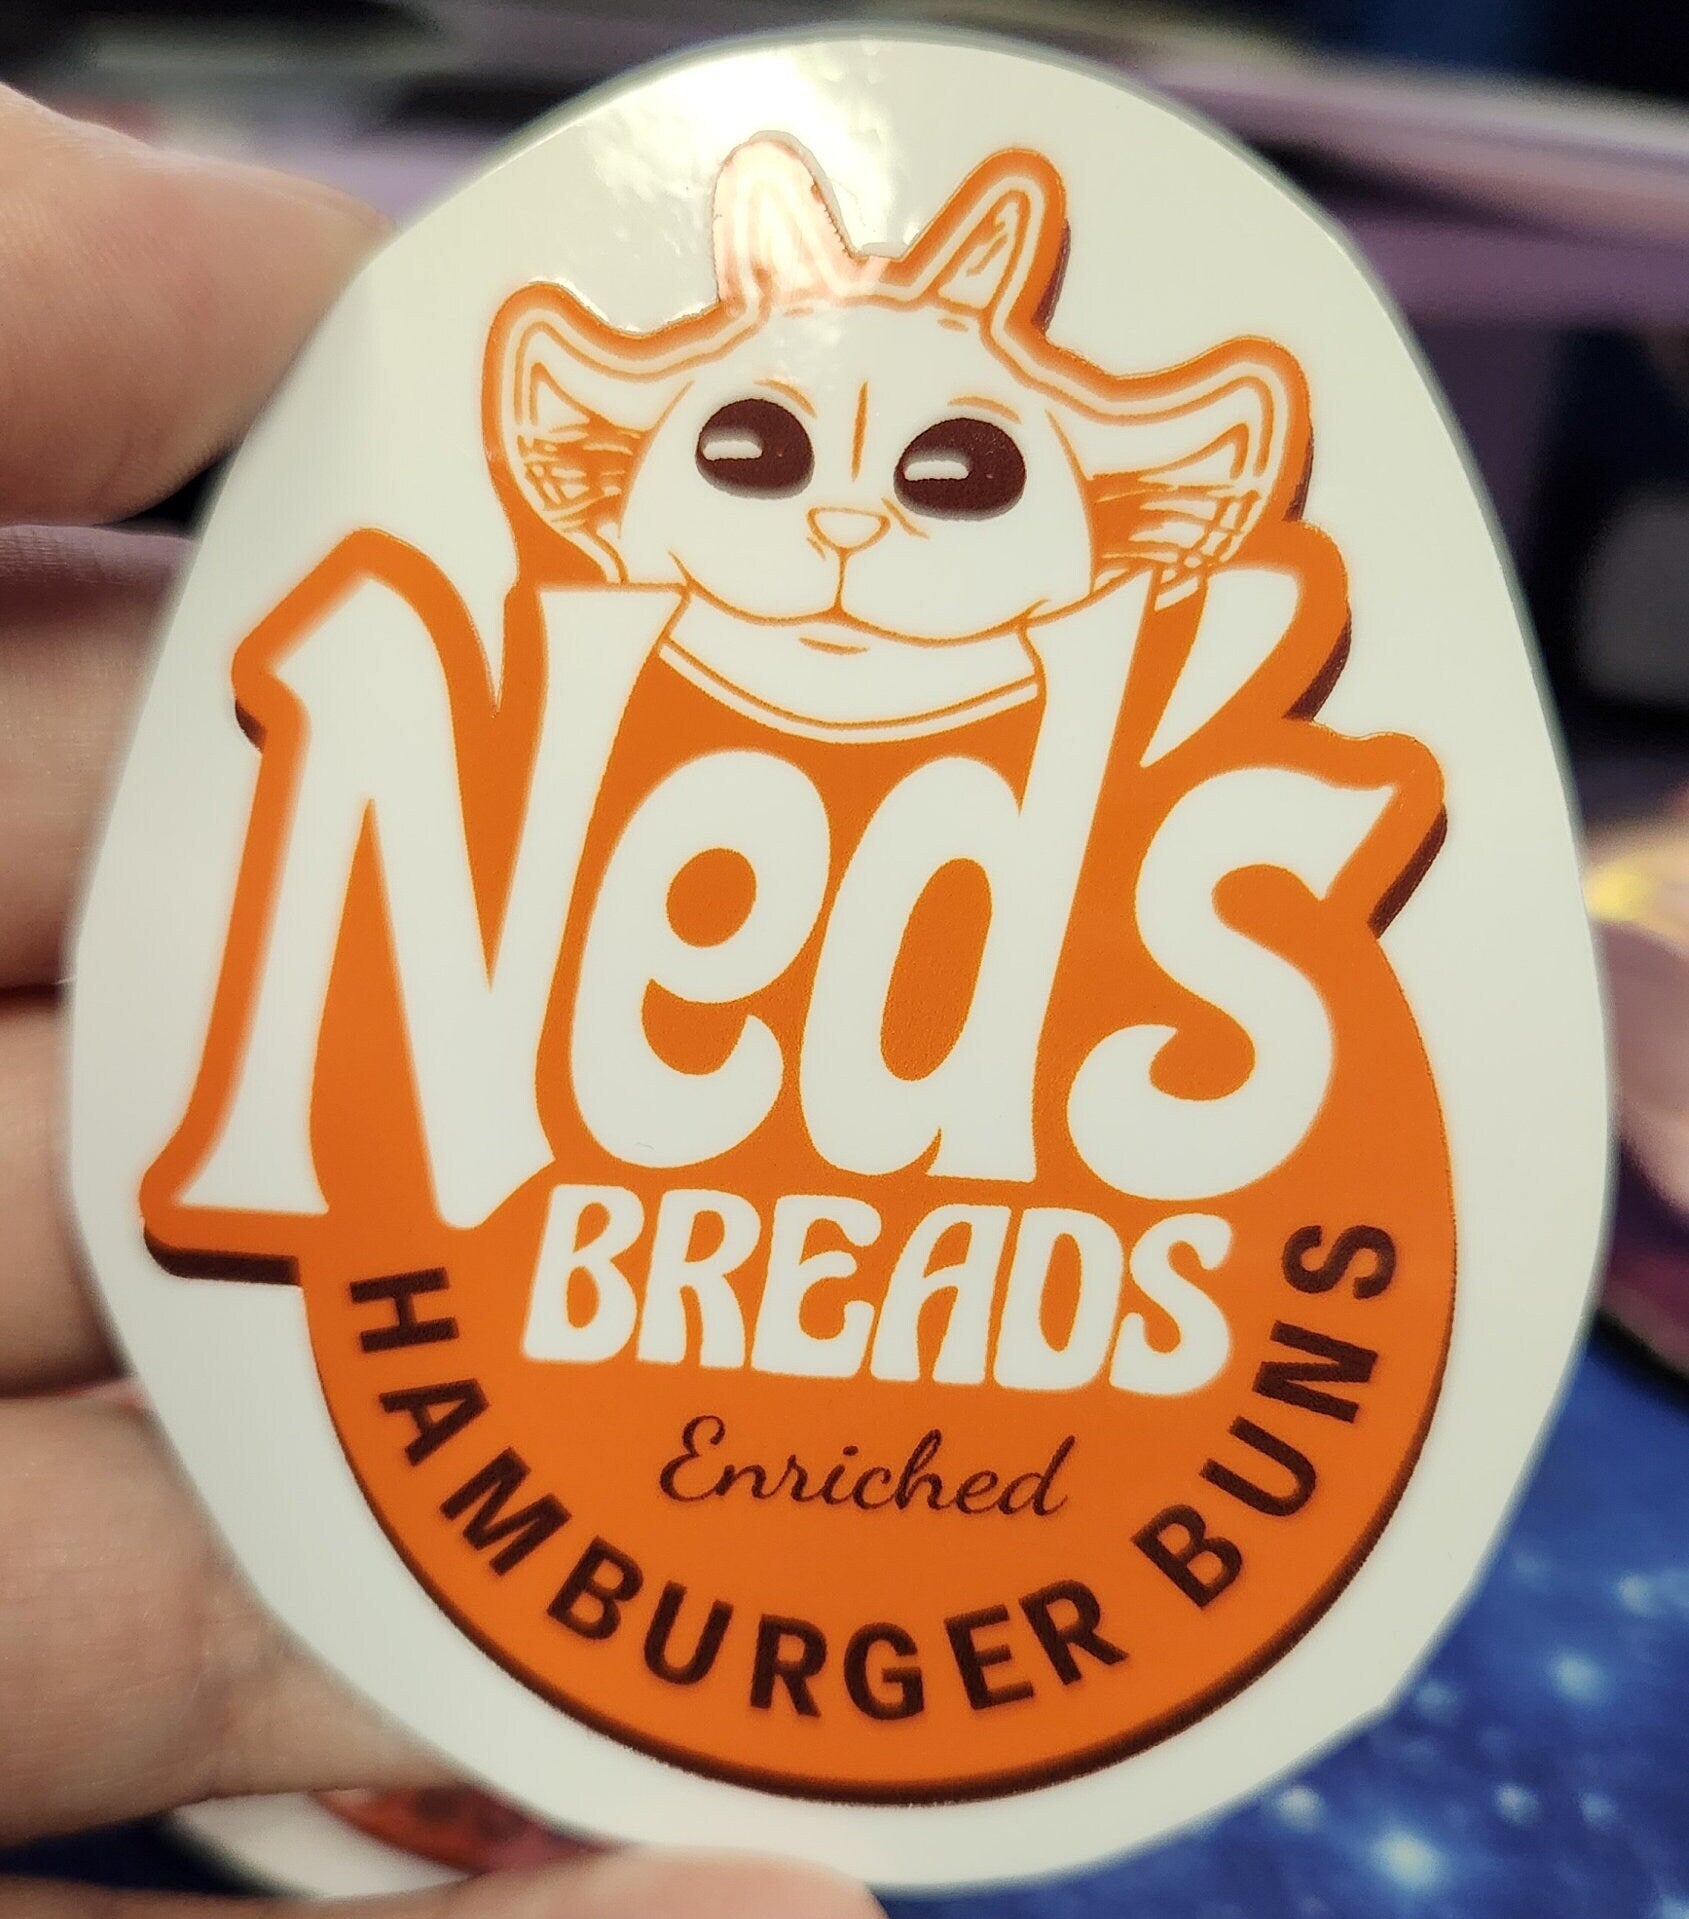 Ned's
BREADS
Enriched
HAMBURGER BUNS